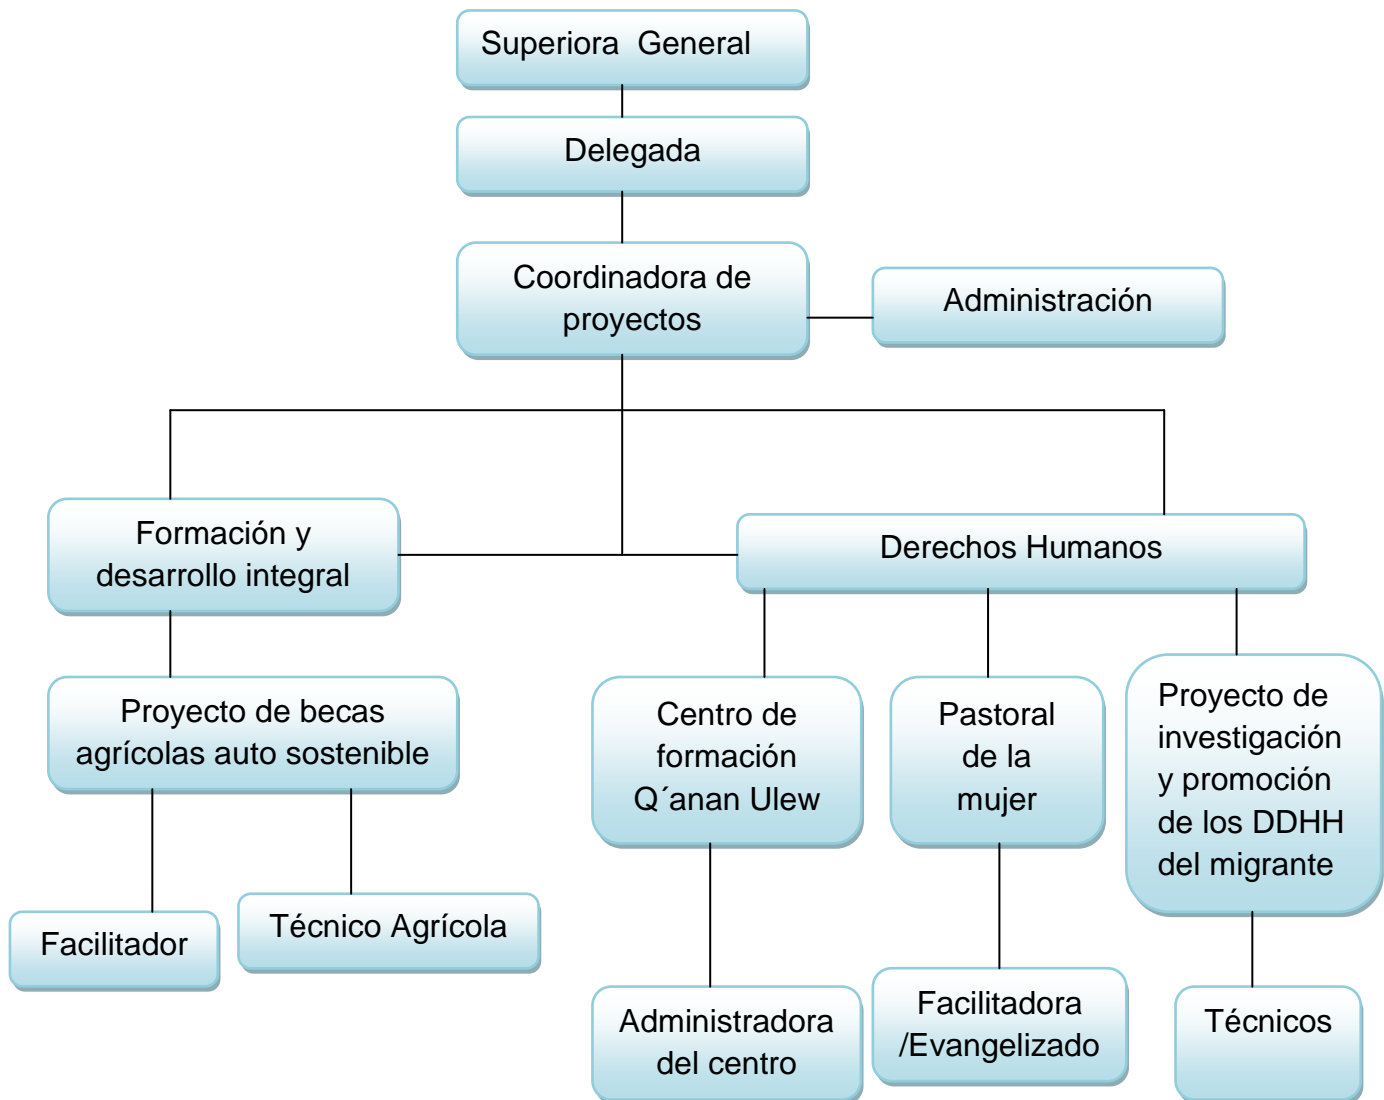 Superiora General
Delegada
Coordinadora de
proyectos
Administración
Formación y
desarrollo integral
Derechos Humanos
Proyecto de becas
agrícolas auto sostenible
Centro de
formación
Q´anan Ulew
Pastoral
de la
mujer
Proyecto de
investigación
y promoción
de los DDHH
del migrante
Facilitador
Técnico Agrícola
Administradora
del centro
Facilitadora
/Evangelizado
Técnicos